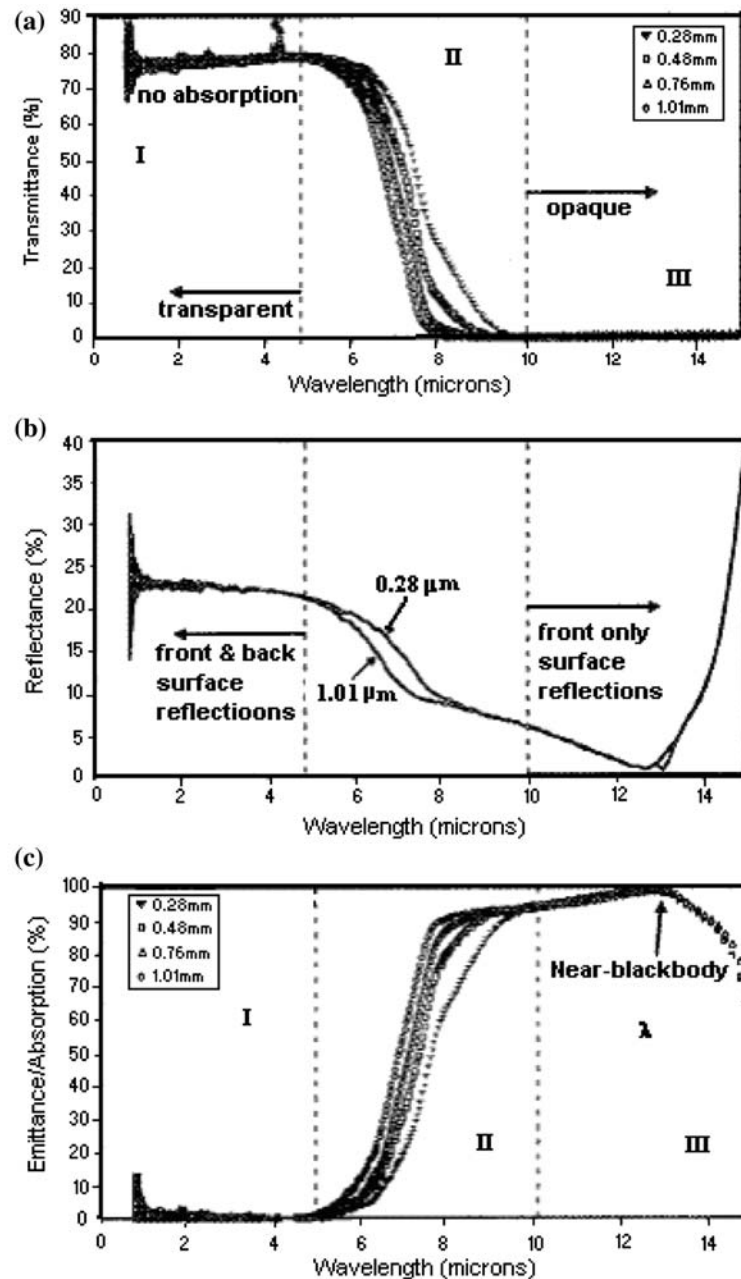 (a)
90
80
70
60
50
40
30
20
10
0
Transmittance (%)
no absorption
I
II
III
transparent
opaque
0.28mm
0.48mm
0.76mm
1.01mm
0 2 4 6 8 10 12 14
Wavelength (microns)
(b)
40
35
30
25
20
15
10
5
0
Reflectance (%)
0.28 µm
1.01 µm
front & back
surface
reflectioons
front only
surface
reflections
0 2 4 6 8 10 12 14
Wavelength (microns)
(c)
100
90
80
70
60
50
40
30
20
10
0
Emittance/Absorption (%)
0.28mm
0.48mm
0.76mm
1.01mm
I
II
III
Near-blackbody
λ
0 2 4 6 8 10 12 14
Wavelength (microns)